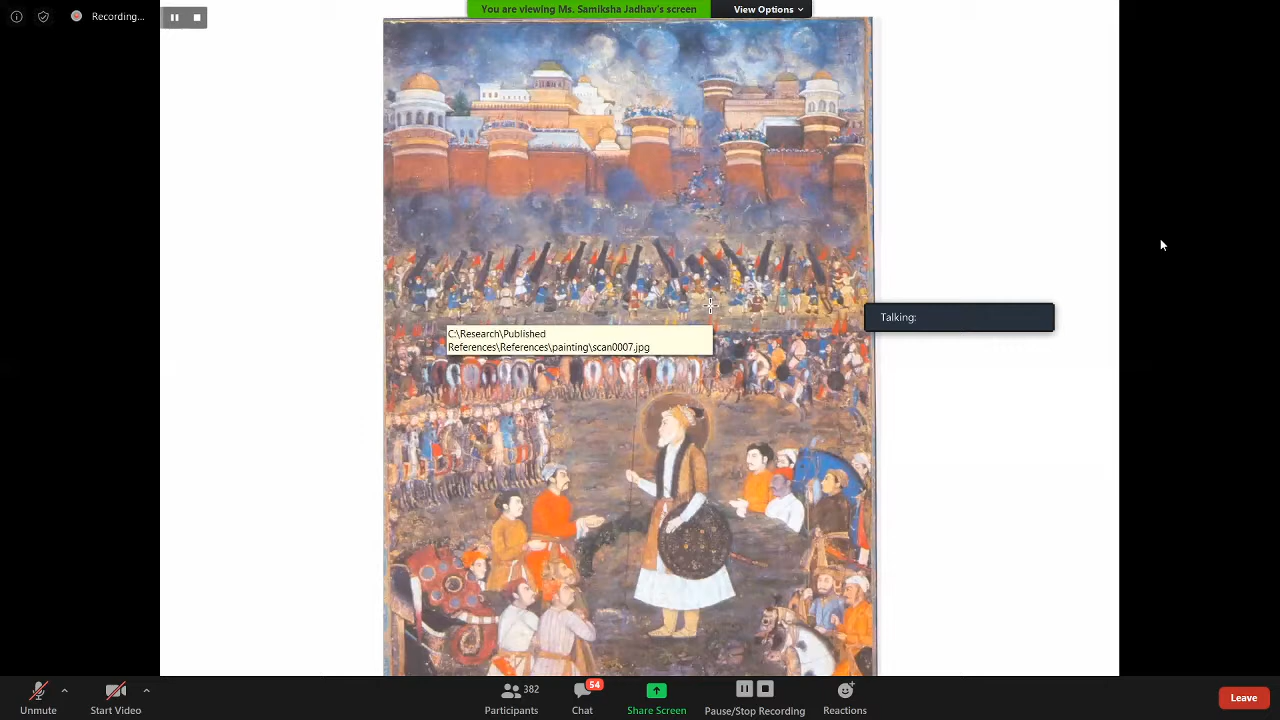 Recording...
You are viewing Ms. Samiksha Jadhav's screen
View Options
Talking:
C:\Research\Published
References\References\painting\scan0007.jpg
Unmute
Start Video
382
Participants
54
Chat
Share Screen
Pause/Stop Recording
Reactions
Leave